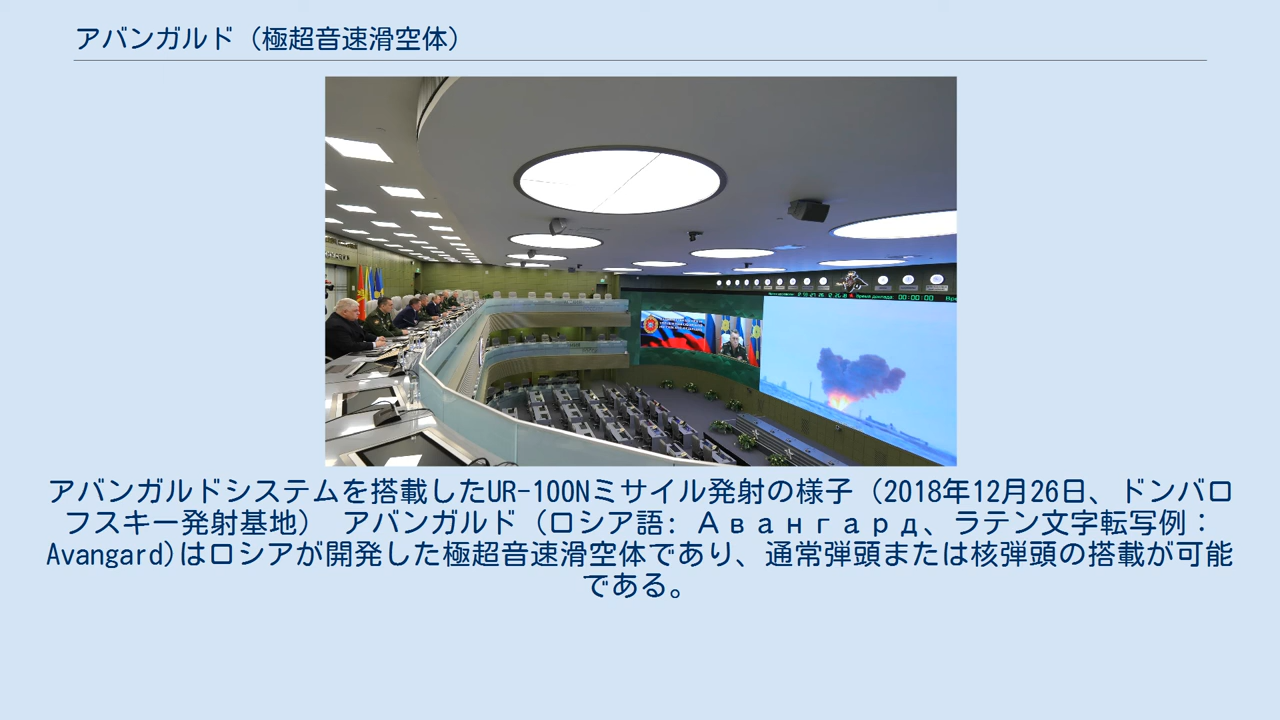 アバンガルド（極超音速滑空体）
Время доклада: 00:00:00
アバンガルドシステムを搭載したUR-100Nミサイル発射の様子（2018年12月26日、ドンバロ
フスキー発射基地） アバンガルド（ロシア語: Авангард、ラテン文字転写例：
Avangard)はロシアが開発した極超音速滑空体であり、通常弾頭または核弾頭の搭載が可能
である。